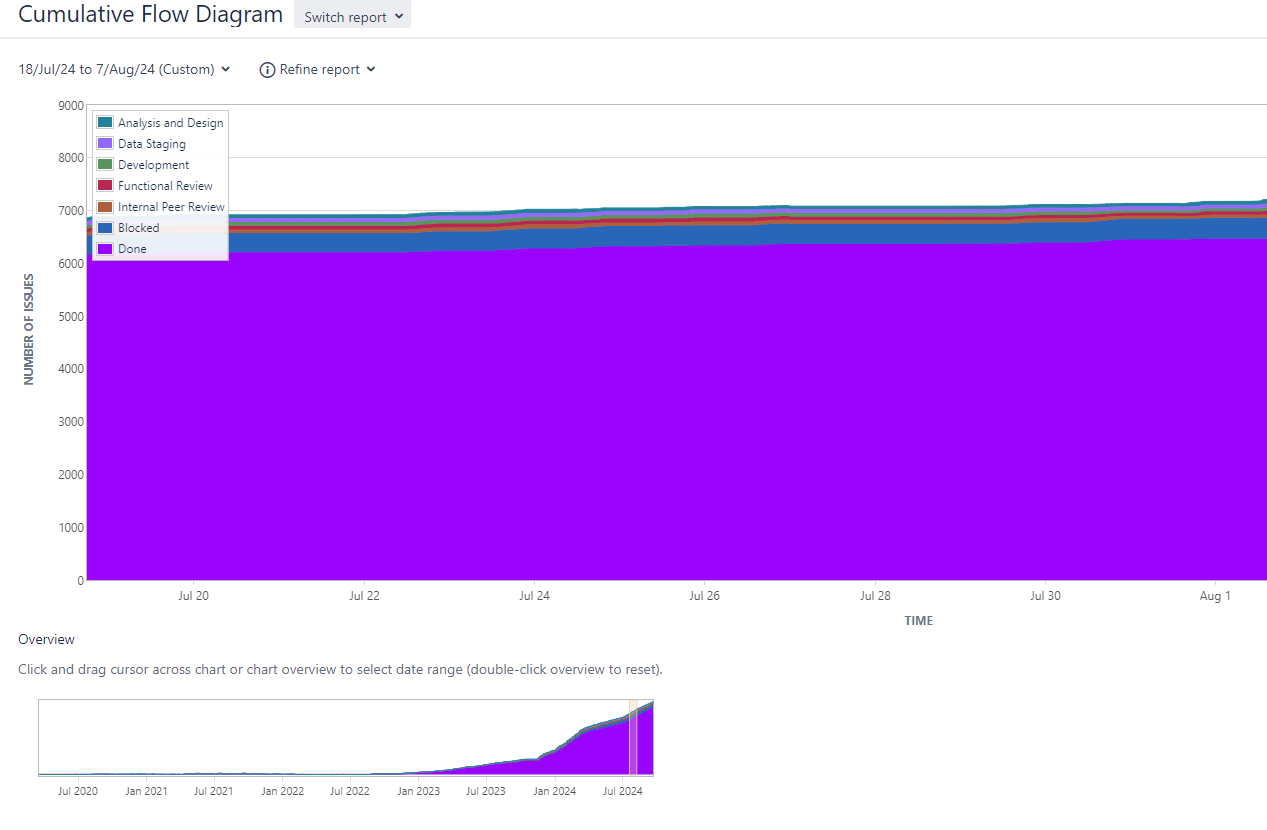 Cumulative Flow Diagram Switch report
18/Jul/24 to 7/Aug/24 (Custom) Refine report
9000
8000
7000
6000
5000
4000
3000
2000
1000
0
NUMBER OF ISSUES
Analysis and Design
Data Staging
Development
Functional Review
Internal Peer Review
Blocked
Done
Jul 20 Jul 22 Jul 24 Jul 26 Jul 28 Jul 30 Aug 1
TIME
Overview
Click and drag cursor across chart or chart overview to select date range (double-click overview to reset).
Jul 2020 Jan 2021 Jul 2021 Jan 2022 Jul 2022 Jan 2023 Jul 2023 Jan 2024 Jul 2024